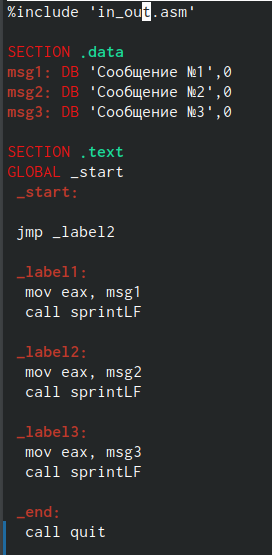 %include 'in_out.asm'
SECTION .data
msg1: DB 'Сообщение №1',0
msg2: DB 'Сообщение №2',0
msg3: DB 'Сообщение №3',0
SECTION .text
GLOBAL _start
_start:
jmp _label2
_label1:
mov eax, msg1
call sprintLF
_label2:
mov eax, msg2
call sprintLF
_label3:
mov eax, msg3
call sprintLF
_end:
call quit